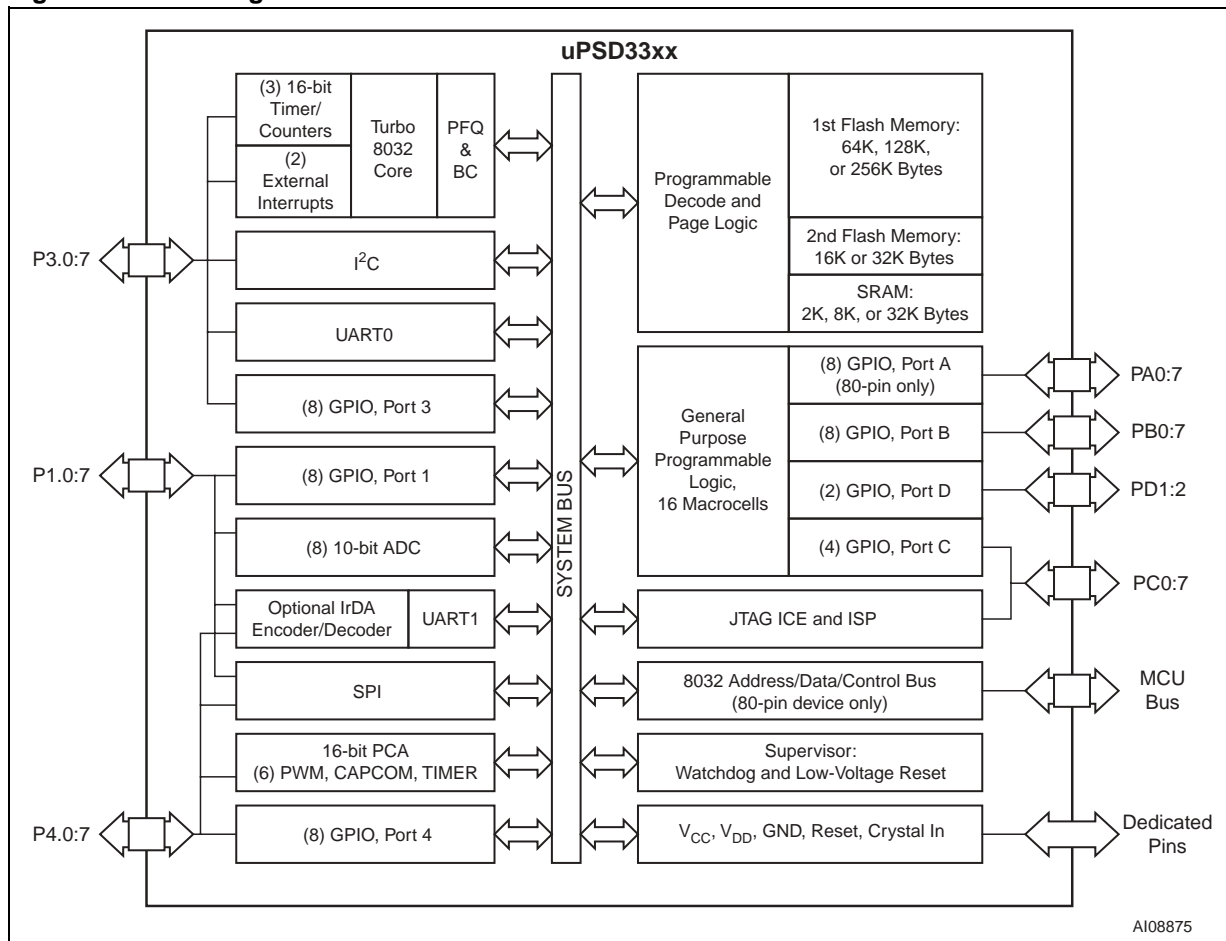 uPSD33xx
(3) 16-bit
Timer/
Counters
(2)
External
Interrupts
Turbo
8032
Core
PFQ
&
BC
I²C
UART0
(8) GPIO, Port 3
(8) GPIO, Port 1
(8) 10-bit ADC
Optional IrDA
Encoder/Decoder
UART1
SPI
16-bit PCA
(6) PWM, CAPCOM, TIMER
(8) GPIO, Port 4
P3.0:7
P1.0:7
P4.0:7
SYSTEM BUS
Programmable
Decode and
Page Logic
1st Flash Memory:
64K, 128K,
or 256K Bytes
2nd Flash Memory:
16K or 32K Bytes
SRAM:
2K, 8K, or 32K Bytes
General
Purpose
Programmable
Logic,
16 Macrocells
(8) GPIO, Port A
(80-pin only)
(8) GPIO, Port B
(2) GPIO, Port D
(4) GPIO, Port C
JTAG ICE and ISP
8032 Address/Data/Control Bus
(80-pin device only)
Supervisor:
Watchdog and Low-Voltage Reset
VCC, VDD, GND, Reset, Crystal In
PA0:7
PB0:7
PD1:2
PC0:7
MCU
Bus
Dedicated
Pins
AI08875